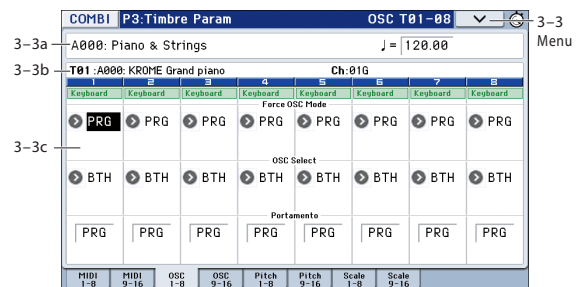 COMBI P3:Timbre Param OSC T01-08
3-3
Menu
3-3a
A000: Piano & Strings ♩= 120.00
3-3b
T01 :A000: KROME Grand piano Ch:01G
1 2 3 4 5 6 7 8
Keyboard Keyboard Keyboard Keyboard Keyboard Keyboard Keyboard Keyboard
Force OSC Mode
PRG PRG PRG PRG PRG PRG PRG PRG
3-3c
OSC Select
BTH BTH BTH BTH BTH BTH BTH BTH
Portamento
PRG PRG PRG PRG PRG PRG PRG PRG
MIDI 1-8 MIDI 9-16 OSC 1-8 OSC 9-16 Pitch 1-8 Pitch 9-16 Scale 1-8 Scale 9-16